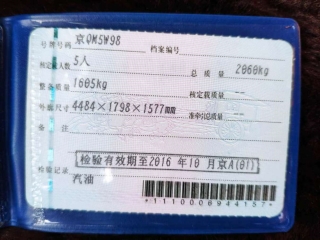 号牌号码 京QM5W98 档案编号
核定载人数 5人 总质量 2060kg
整备质量 1605kg 核定载质量 --
外廓尺寸 4484×1798×1577mm 准牵引总质量 --
备注
检验有效期至2016 年10 月京A(01)
检验记录
汽油
*1110008944157*